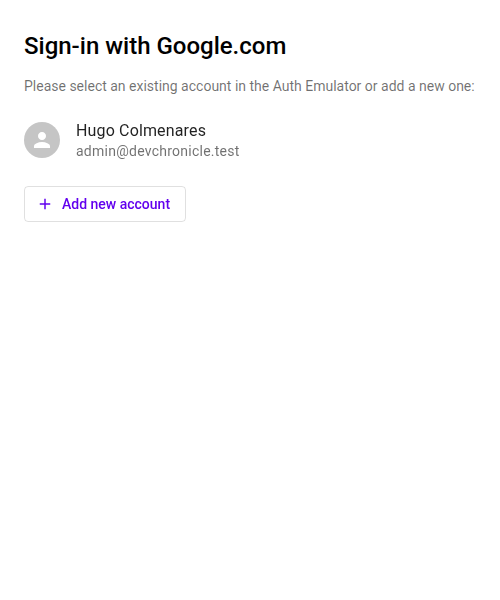 Sign-in with Google.com
Please select an existing account in the Auth Emulator or add a new one:
Hugo Colmenares
admin@devchronicle.test
Add new account